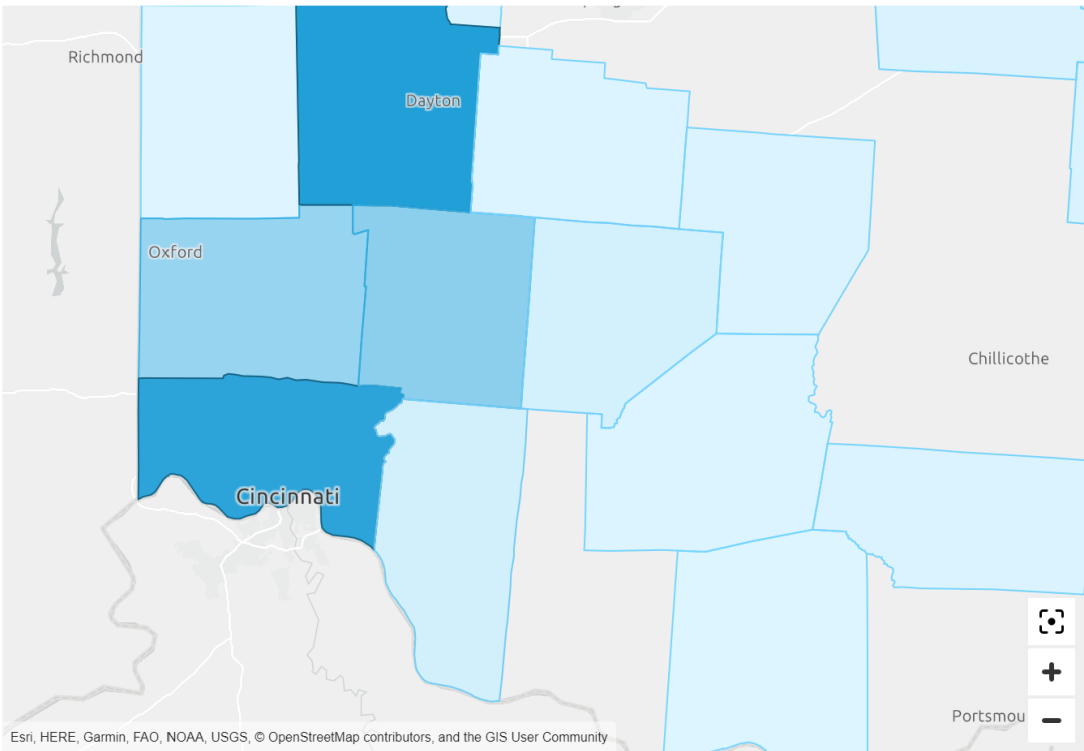 Richmond
Dayton
Oxford
Chillicothe
Cincinnati
Portsmou
Esri, HERE, Garmin, FAO, NOAA, USGS, © OpenStreetMap contributors, and the GIS User Community